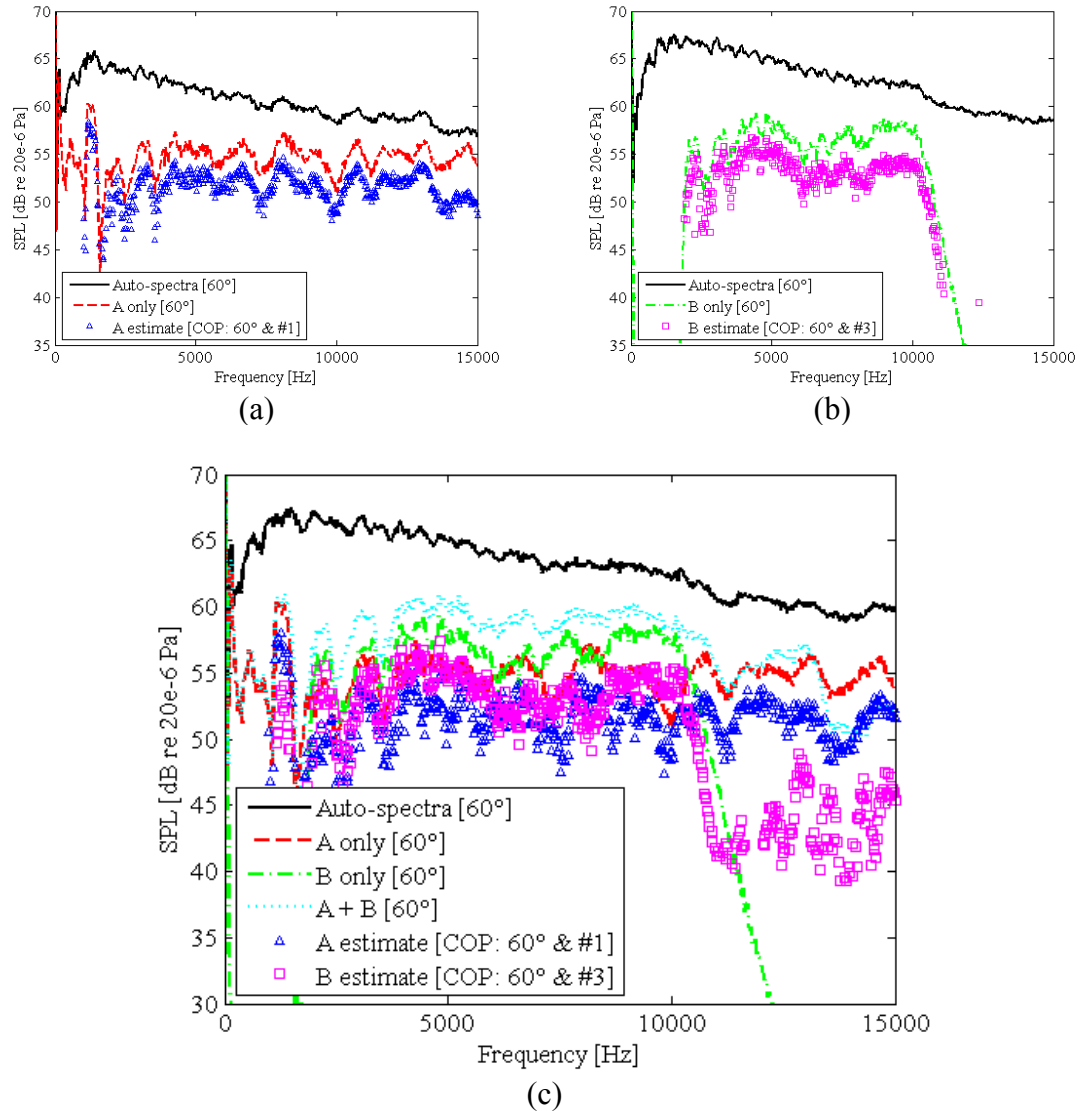 70
65
60
55
50
45
40
35
SPL [dB re 20e-6 Pa]
Auto-spectra [60°]
A only [60°]
A estimate [COP: 60° & #1]
0
5000
10000
15000
Frequency [Hz]
(a)
70
65
60
55
50
45
40
35
SPL [dB re 20e-6 Pa]
Auto-spectra [60°]
B only [60°]
B estimate [COP: 60° & #3]
0
5000
10000
15000
Frequency [Hz]
(b)
70
65
60
55
50
45
40
35
30
SPL [dB re 20e-6 Pa]
Auto-spectra [60°]
A only [60°]
B only [60°]
A + B [60°]
A estimate [COP: 60° & #1]
B estimate [COP: 60° & #3]
0
5000
10000
15000
Frequency [Hz]
(c)